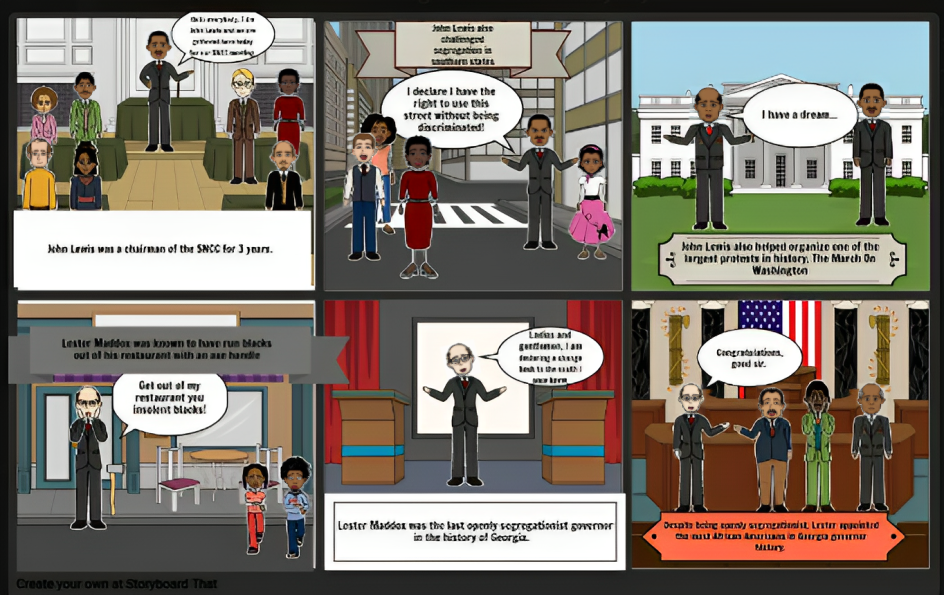 John Lewis and we are
gathered here today
for our SNCC meeting
John Lewis was a chairman of the SNCC for 3 years.
John Lewis also
challenged
segregation in
southern states
I declare I have the
right to use this
street without being
discriminated!
I have a dream...
John Lewis also helped organize one of the
largest protests in history, The March On
Washington
Lester Maddox was known to have run blacks
out of his restaurant with an axe handle
Get out of my
restaurant you
insolent blacks!
Ladies and
gentlemen, I am
a change
back to the south I
once knew
Lester Maddox was the last openly segregationist governor
in the history of Georgia.
Congratulations,
good sir.
Despite being openly segregationist, Lester appointed
the most African Americans in Georgia governor
history.
Create your own at Storyboard That